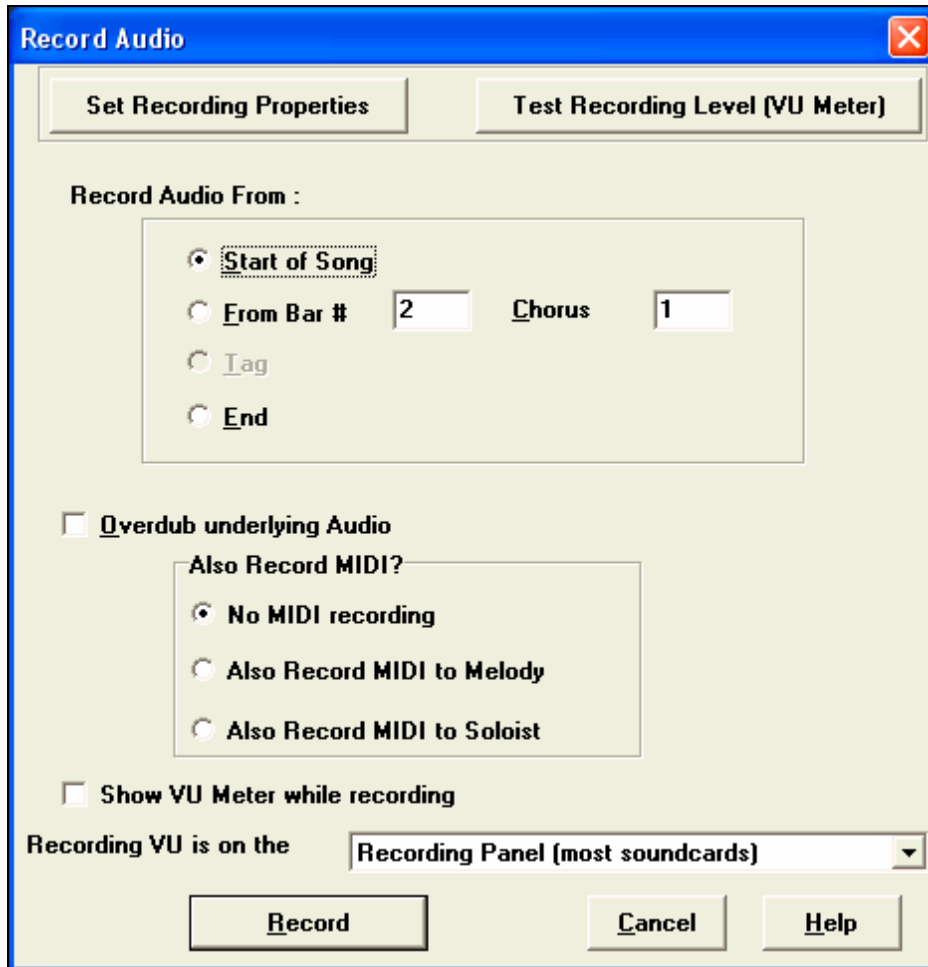 Record Audio
Set Recording Properties Test Recording Level (VU Meter)
Record Audio From :
Start of Song
From Bar # 2 Chorus 1
Tag
End
Overdub underlying Audio
Also Record MIDI?
No MIDI recording
Also Record MIDI to Melody
Also Record MIDI to Soloist
Show VU Meter while recording
Recording VU is on the Recording Panel (most soundcards)
Record Cancel Help